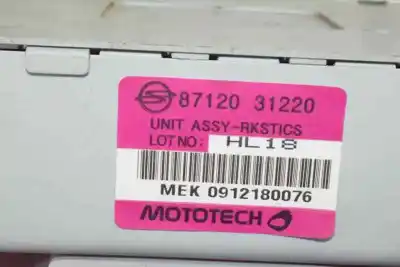 87120 31220
UNIT ASSY-RKSTICS
LOT NO: HL18
MEK 0912180076
MOTOTECH